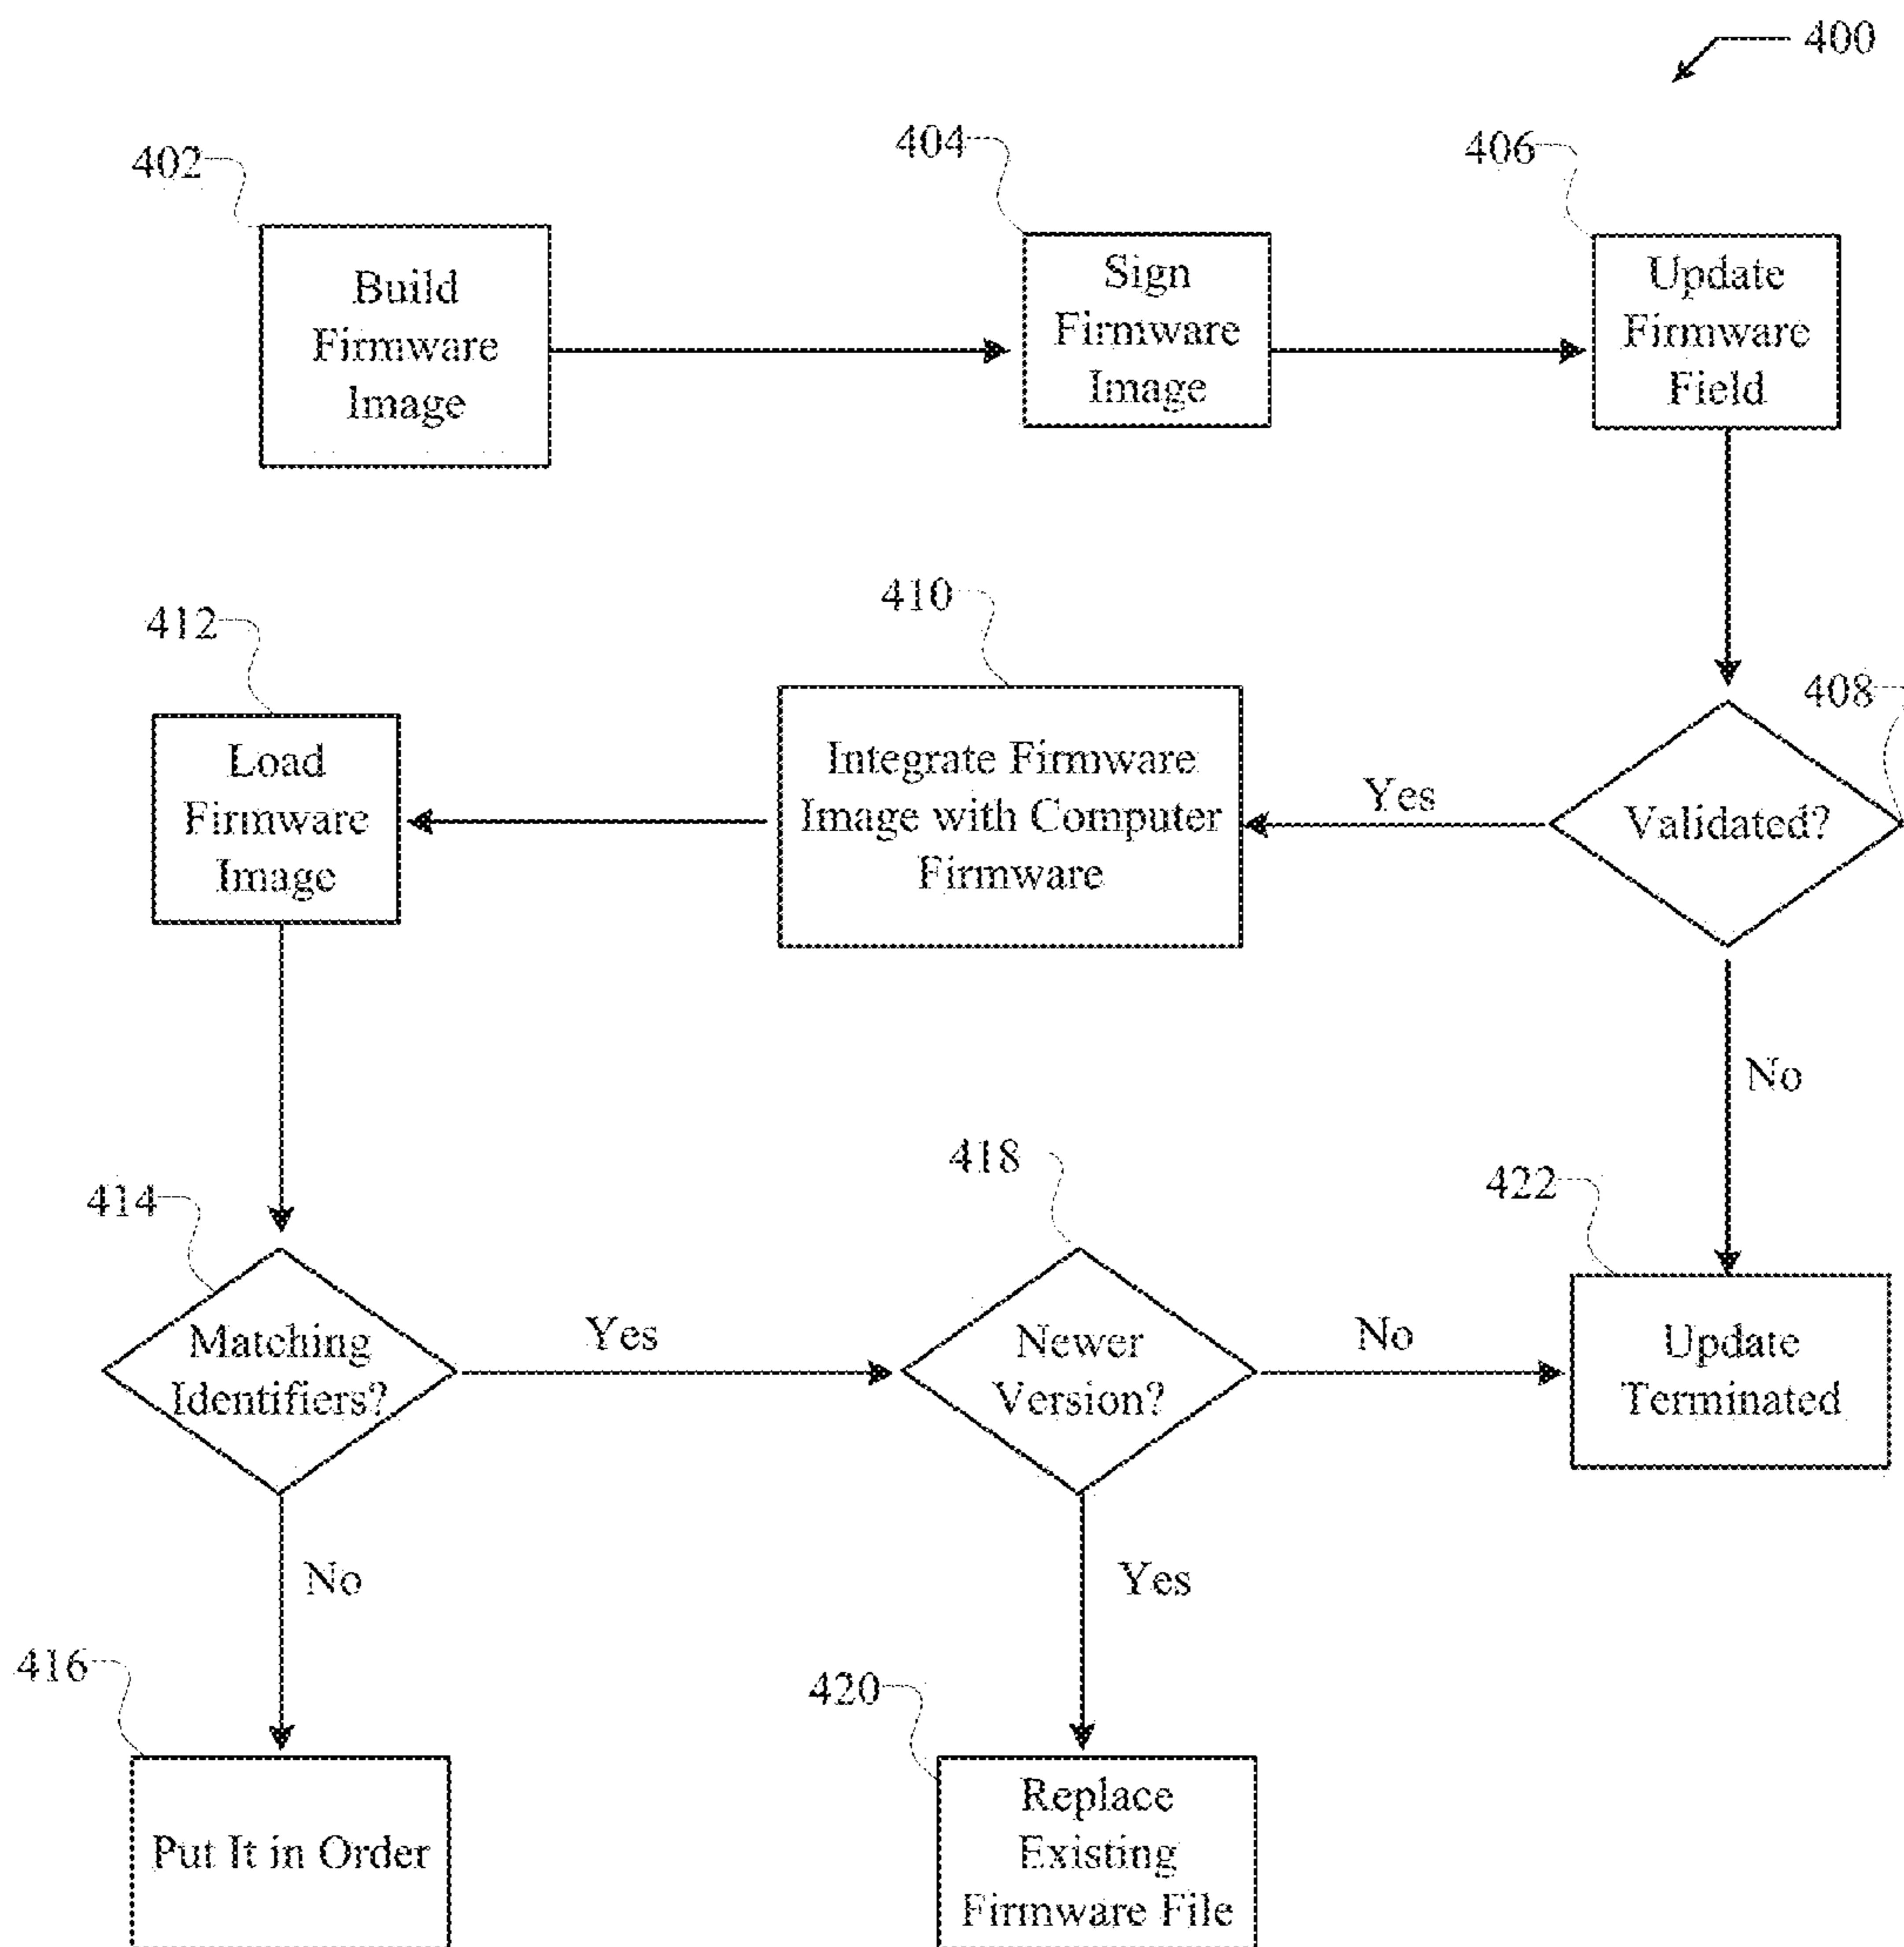 400
402
404
406
Build
Firmware
Image
Sign
Firmware
Image
Update
Firmware
Field
412
410
408
Load
Firmware
Image
Integrate Firmware
Image with Computer
Firmware
Yes
Validated?
No
414
418
422
Matching
Identifiers?
Yes
Newer
Version?
No
Update
Terminated
No
Yes
416
420
Put It in Order
Replace
Existing
Firmware File